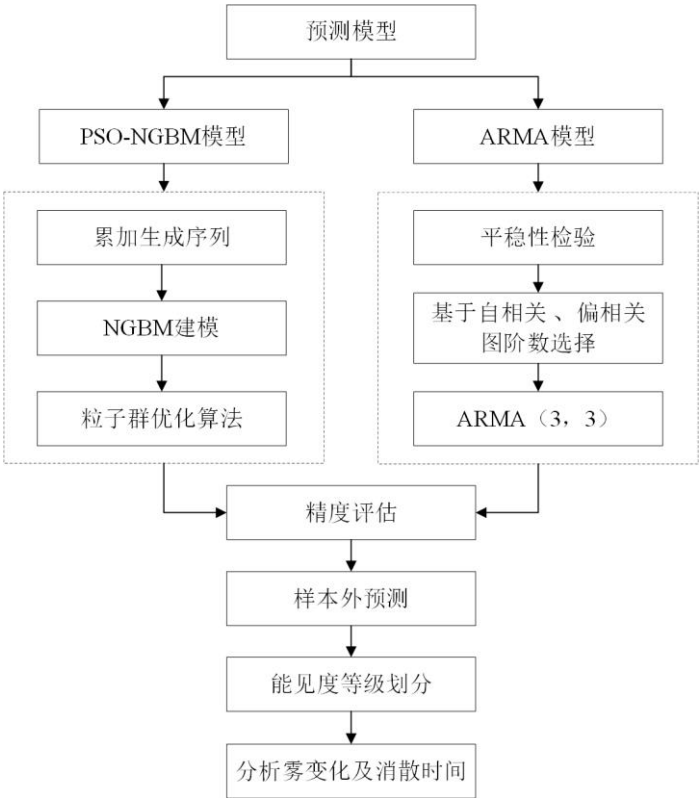 预测模型
PSO-NGBM模型
ARMA模型
累加生成序列
平稳性检验
NGBM建模
基于自相关、偏相关
图阶数选择
粒子群优化算法
ARMA（3，3）
精度评估
样本外预测
能见度等级划分
分析雾变化及消散时间